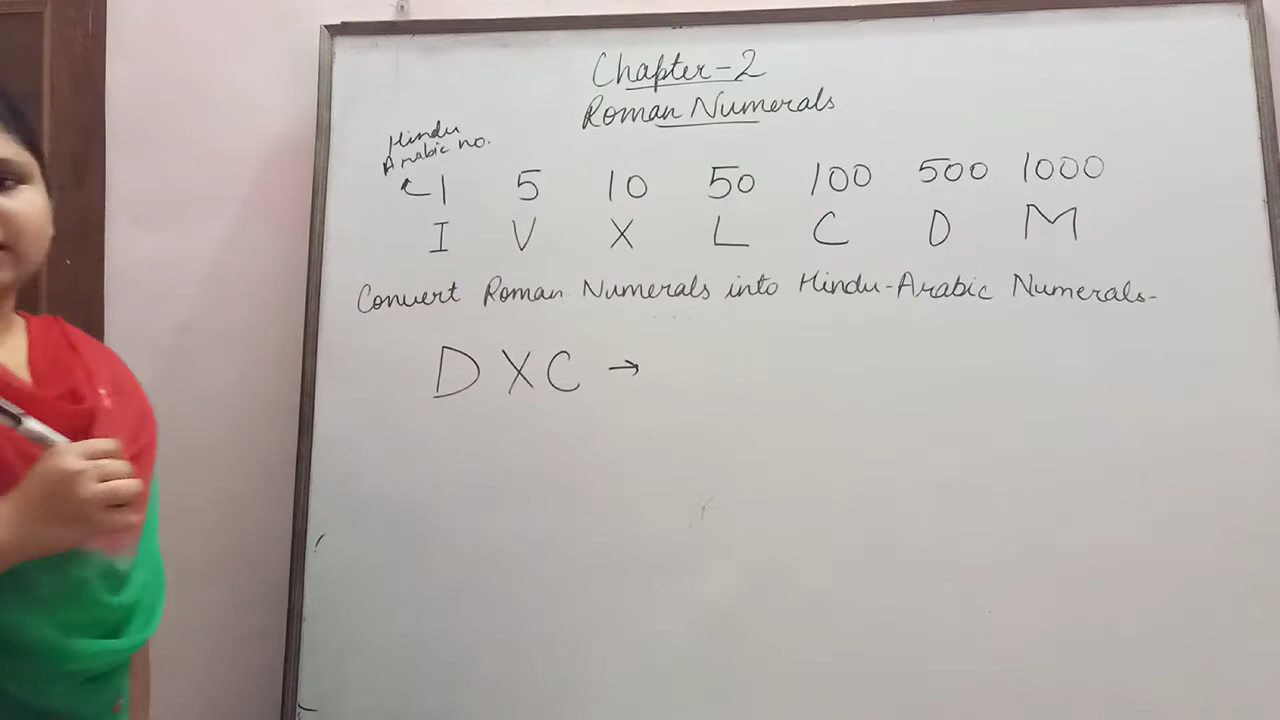 Chapter-2
Roman Numerals
Hindu
Arabic no.
1 5 10 50 100 500 1000
I V X L C D M
Convert Roman Numerals into Hindu-Arabic Numerals-
DXC →